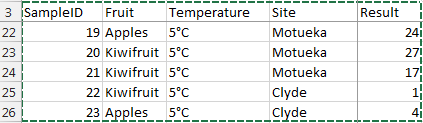 3 SampleID Fruit Temperature Site Result
22 19 Apples 5°C Motueka 24
23 20 Kiwifruit 5°C Motueka 27
24 21 Kiwifruit 5°C Motueka 17
25 22 Kiwifruit 5°C Clyde 1
26 23 Apples 5°C Clyde 4